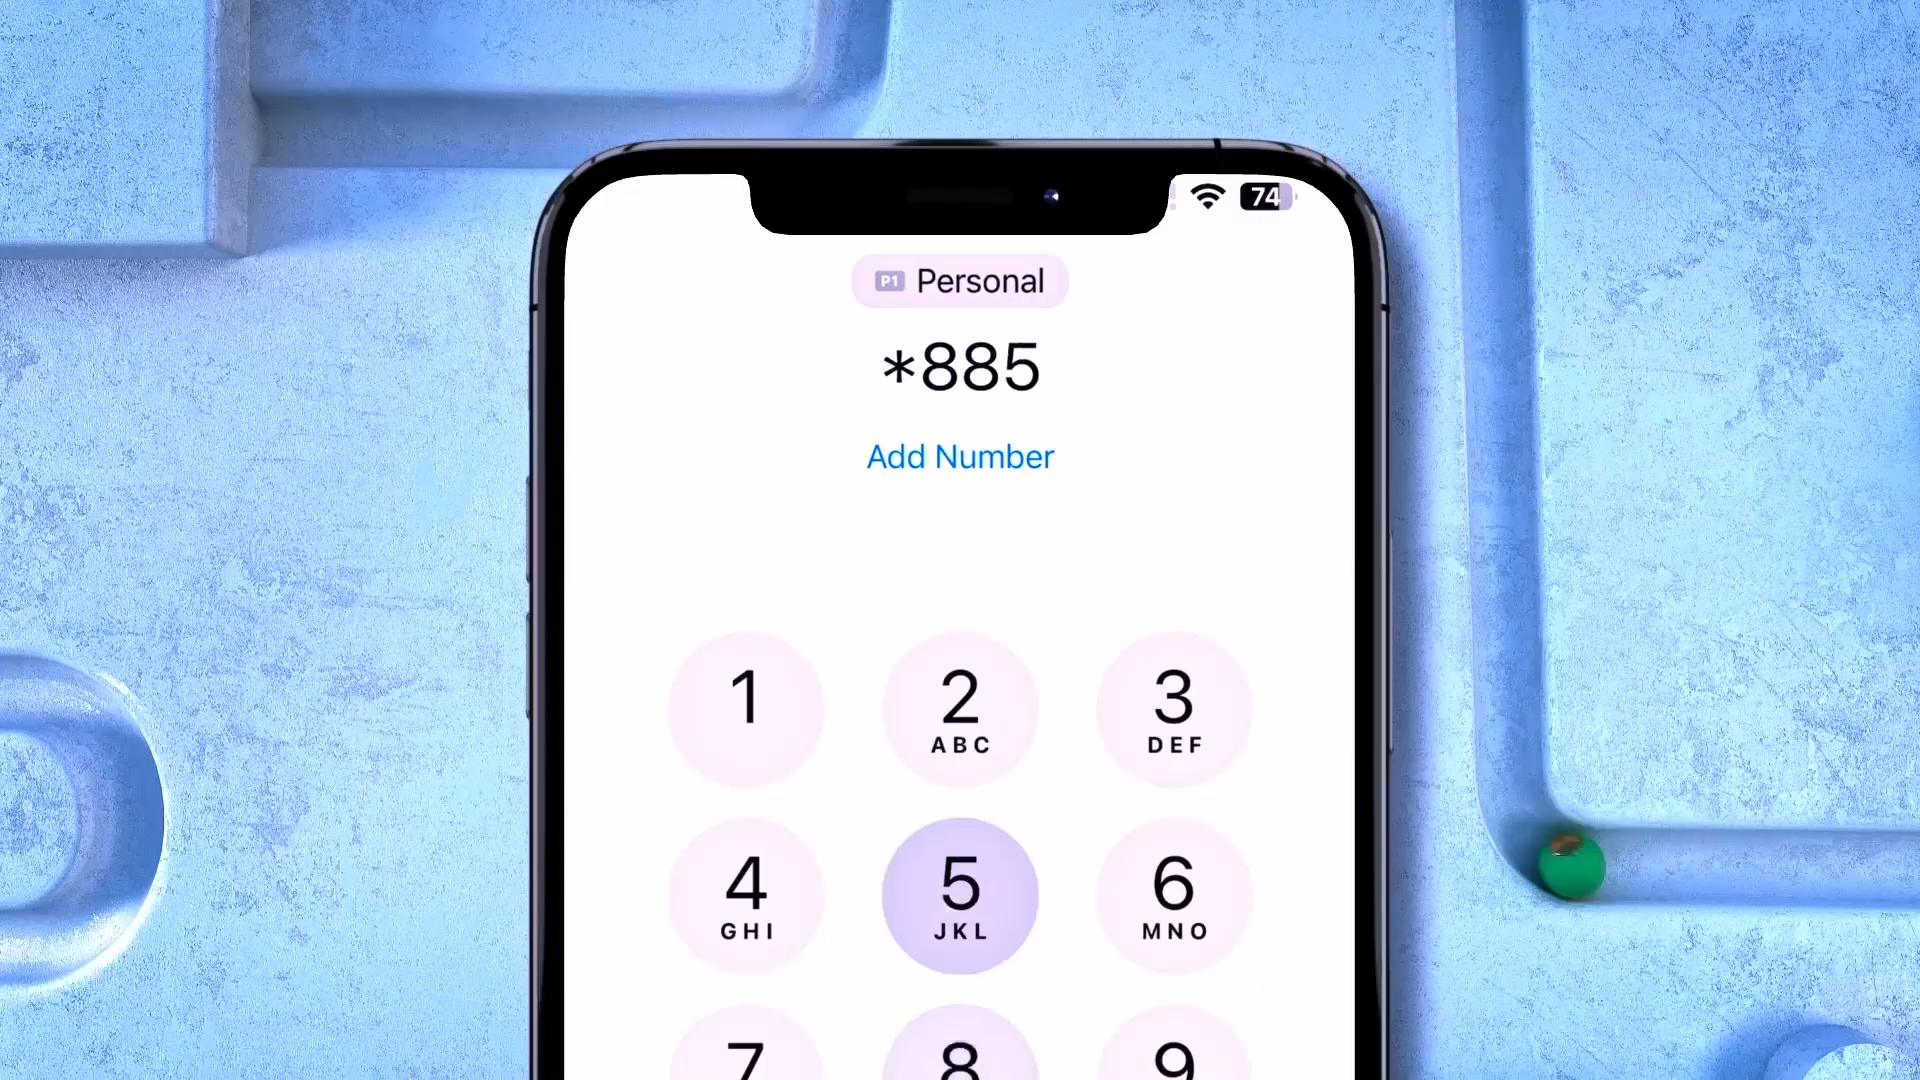 74
P1 Personal
*885
Add Number
1 2 3
ABC DEF
4 5 6
GHI JKL MNO
7 8 9